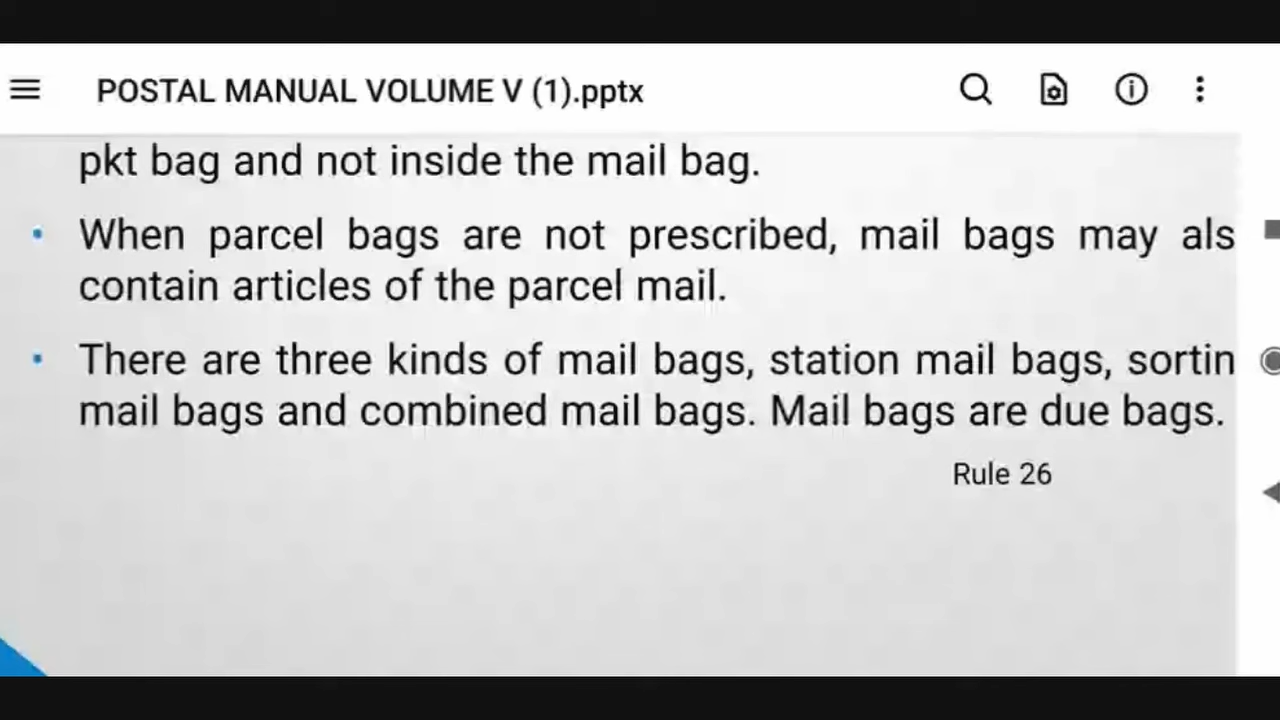 POSTAL MANUAL VOLUME V (1).pptx
pkt bag and not inside the mail bag.
• When parcel bags are not prescribed, mail bags may als
contain articles of the parcel mail.
• There are three kinds of mail bags, station mail bags, sortin
mail bags and combined mail bags. Mail bags are due bags.
Rule 26